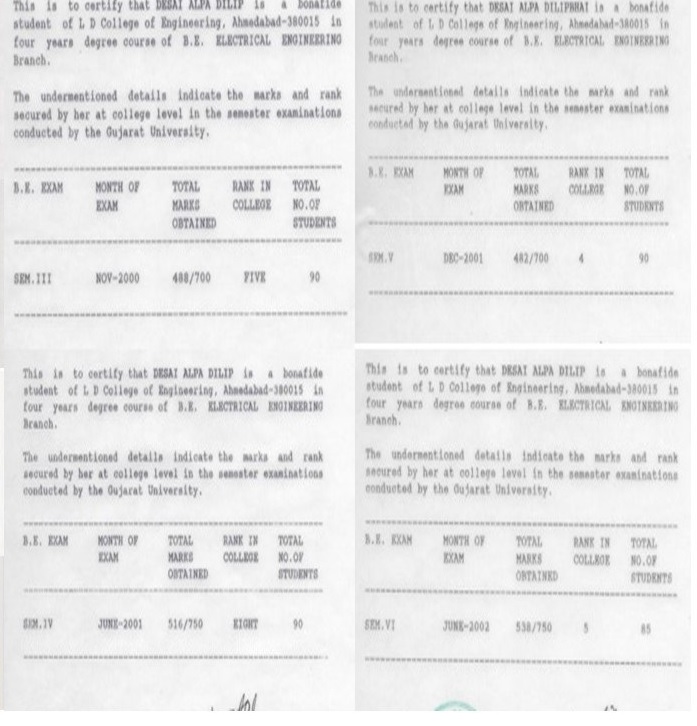 This is to certify that DESAI ALPA DILIP is a bonafide
student of L D College of Engineering, Ahmedabad-380015 in
four years degree course of B.E. ELECTRICAL ENGINEERING
Branch.
The undermentioned details indicate the marks and rank
secured by her at college level in the semester examinations
conducted by the Gujarat University.
B.E. EXAM MONTH OF TOTAL RANK IN TOTAL
EXAM MARKS COLLEGE NO.OF
OBTAINED STUDENTS
SEM.III NOV-2000 488/700 FIVE 90
This is to certify that DESAI ALPA DILIPBHAI is a bonafide
student of L D College of Engineering, Ahmedabad-380015 in
four years degree course of B.E. ELECTRICAL ENGINEERING
Branch.
The undermentioned details indicate the marks and rank
secured by her at college level in the semester examinations
conducted by the Gujarat University.
B.E. EXAM MONTH OF TOTAL RANK IN TOTAL
EXAM MARKS COLLEGE NO.OF
OBTAINED STUDENTS
SEM.V DEC-2001 482/700 4 90
This is to certify that DESAI ALPA DILIP is a bonafide
student of L D College of Engineering, Ahmedabad-380015 in
four years degree course of B.E. ELECTRICAL ENGINEERING
Branch.
The undermentioned details indicate the marks and rank
secured by her at college level in the semester examinations
conducted by the Gujarat University.
B.E. EXAM MONTH OF TOTAL RANK IN TOTAL
EXAM MARKS COLLEGE NO.OF
OBTAINED STUDENTS
SEM.IV JUNE-2001 516/750 EIGHT 90
This is to certify that DESAI ALPA DILIP is a bonafide
student of L D College of Engineering, Ahmedabad-380015 in
four years degree course of B.E. ELECTRICAL ENGINEERING
Branch.
The undermentioned details indicate the marks and rank
secured by her at college level in the semester examinations
conducted by the Gujarat University.
B.E. EXAM MONTH OF TOTAL RANK IN TOTAL
EXAM MARKS COLLEGE NO.OF
OBTAINED STUDENTS
SEM.VI JUNE-2002 538/750 5 85